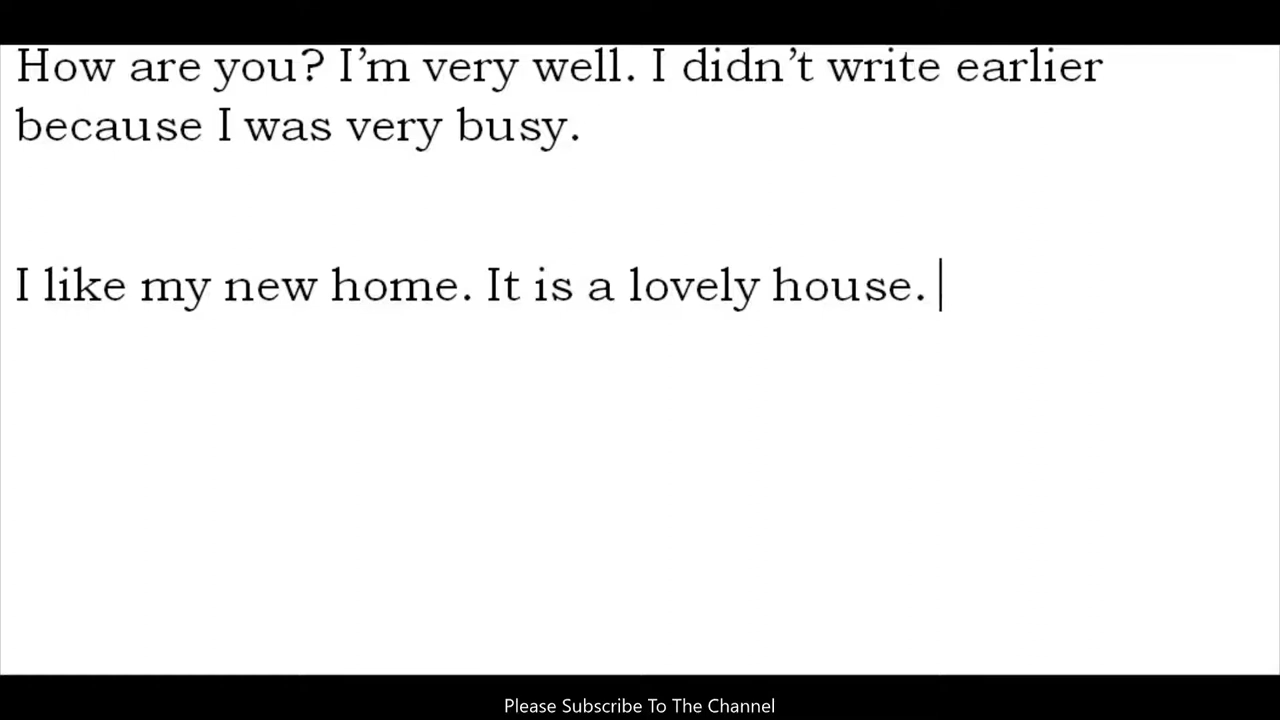 How are you? I’m very well. I didn’t write earlier
because I was very busy.
I like my new home. It is a lovely house.
Please Subscribe To The Channel